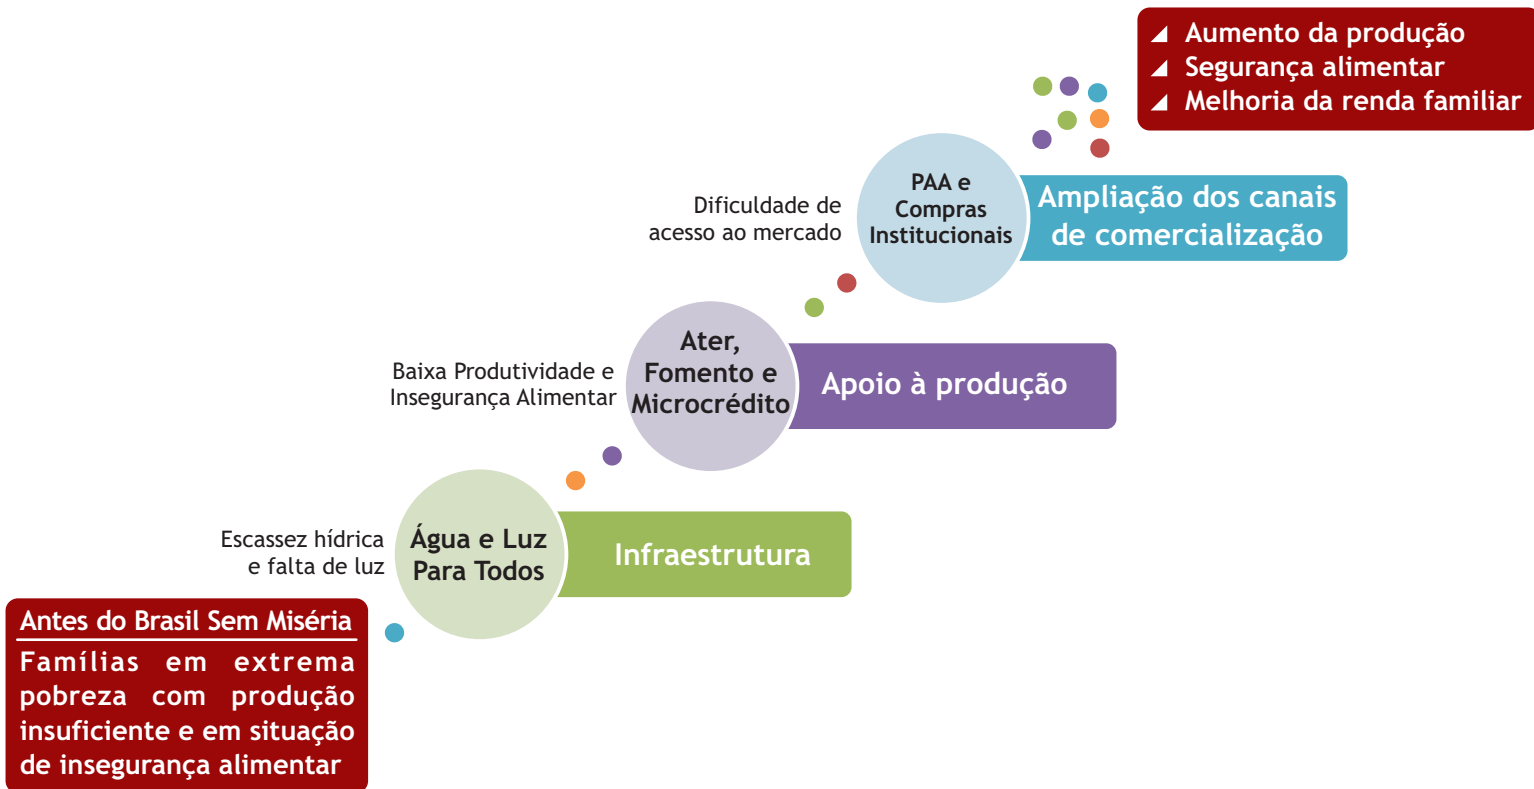 Aumento da produção
Segurança alimentar
Melhoria da renda familiar
Dificuldade de
acesso ao mercado
PAA e
Compras
Institucionais
Ampliação dos canais
de comercialização
Baixa Produtividade e
Insegurança Alimentar
Ater,
Fomento e
Microcrédito
Apoio à produção
Escassez hídrica
e falta de luz
Água e Luz
Para Todos
Infraestrutura
Antes do Brasil Sem Miséria
Famílias em extrema
pobreza com produção
insuficiente e em situação
de insegurança alimentar